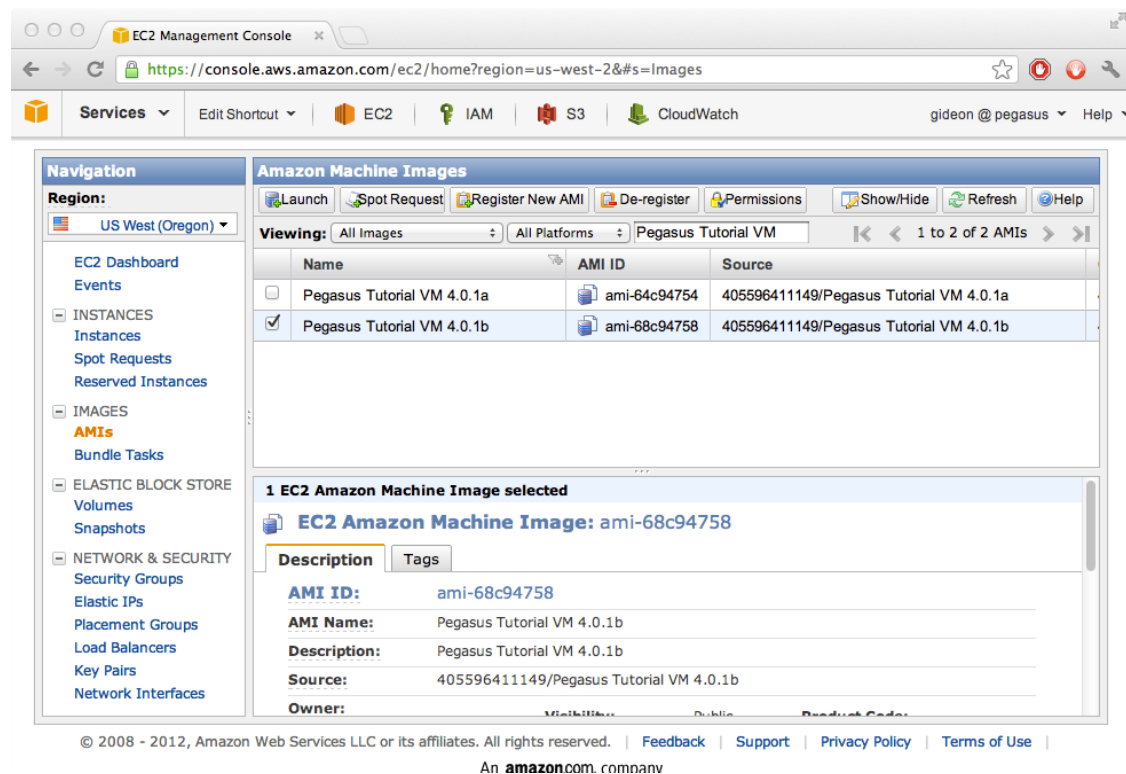 EC2 Management Console
https://console.aws.amazon.com/ec2/home?region=us-west-2&#s=Images
Services Edit Shortcut EC2 IAM S3 CloudWatch gideon @ pegasus Help
Navigation
Region:
US West (Oregon)
EC2 Dashboard
Events
INSTANCES
Instances
Spot Requests
Reserved Instances
IMAGES
AMIs
Bundle Tasks
ELASTIC BLOCK STORE
Volumes
Snapshots
NETWORK & SECURITY
Security Groups
Elastic IPs
Placement Groups
Load Balancers
Key Pairs
Network Interfaces
Amazon Machine Images
Launch Spot Request Register New AMI De-register Permissions Show/Hide Refresh Help
Viewing: All Images All Platforms Pegasus Tutorial VM 1 to 2 of 2 AMIs
Name AMI ID Source
Pegasus Tutorial VM 4.0.1a ami-64c94754 405596411149/Pegasus Tutorial VM 4.0.1a
Pegasus Tutorial VM 4.0.1b ami-68c94758 405596411149/Pegasus Tutorial VM 4.0.1b
1 EC2 Amazon Machine Image selected
EC2 Amazon Machine Image: ami-68c94758
Description Tags
AMI ID: ami-68c94758
AMI Name: Pegasus Tutorial VM 4.0.1b
Description: Pegasus Tutorial VM 4.0.1b
Source: 405596411149/Pegasus Tutorial VM 4.0.1b
Owner: Visibility: Public Product Code:
© 2008 - 2012, Amazon Web Services LLC or its affiliates. All rights reserved. | Feedback | Support | Privacy Policy | Terms of Use |
An amazon.com. company